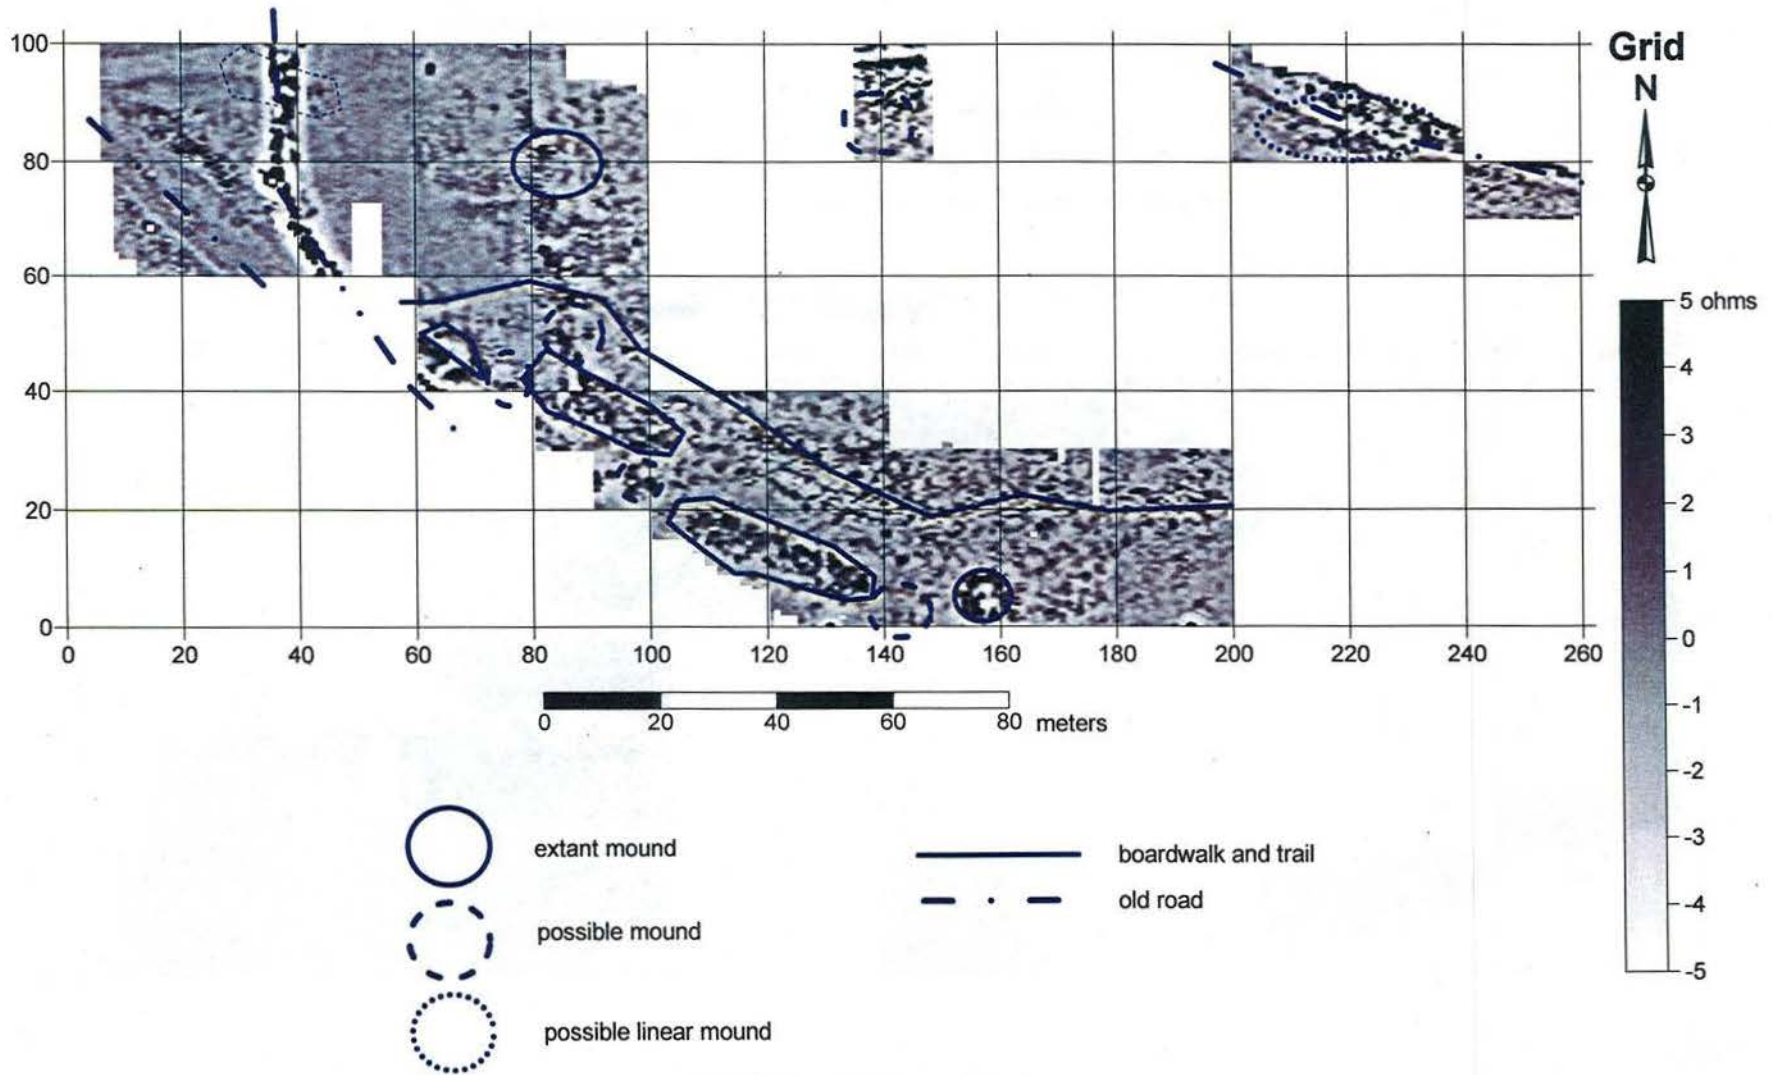 100
80
60
40
20
0
0 20 40 60 80 100 120 140 160 180 200 220 240 260
Grid
N
5 ohms
4
3
2
1
0
-1
-2
-3
-4
-5
0 20 40 60 80 meters
extant mound
possible mound
possible linear mound
boardwalk and trail
old road